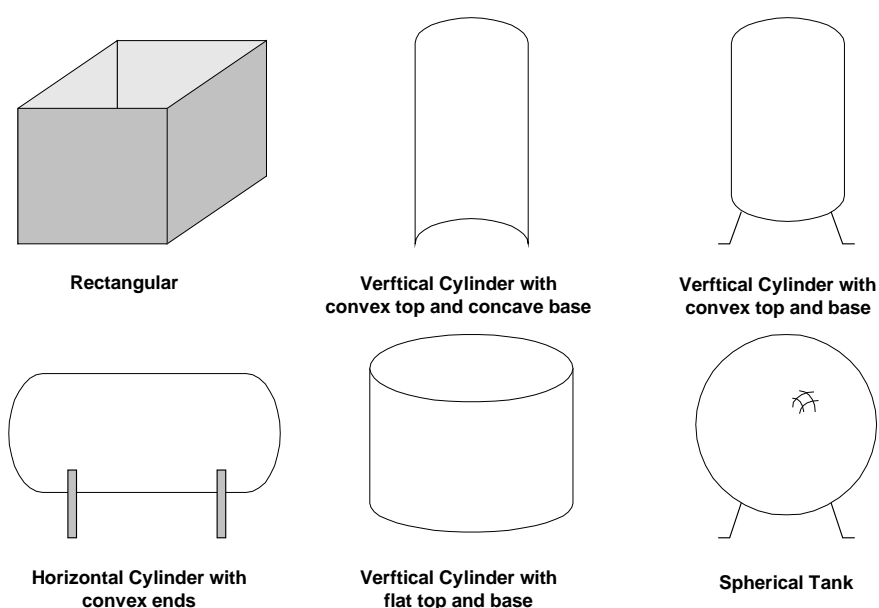 Rectangular
Verftical Cylinder with
convex top and concave base
Verftical Cylinder with
convex top and base
Horizontal Cylinder with
convex ends
Verftical Cylinder with
flat top and base
Spherical Tank